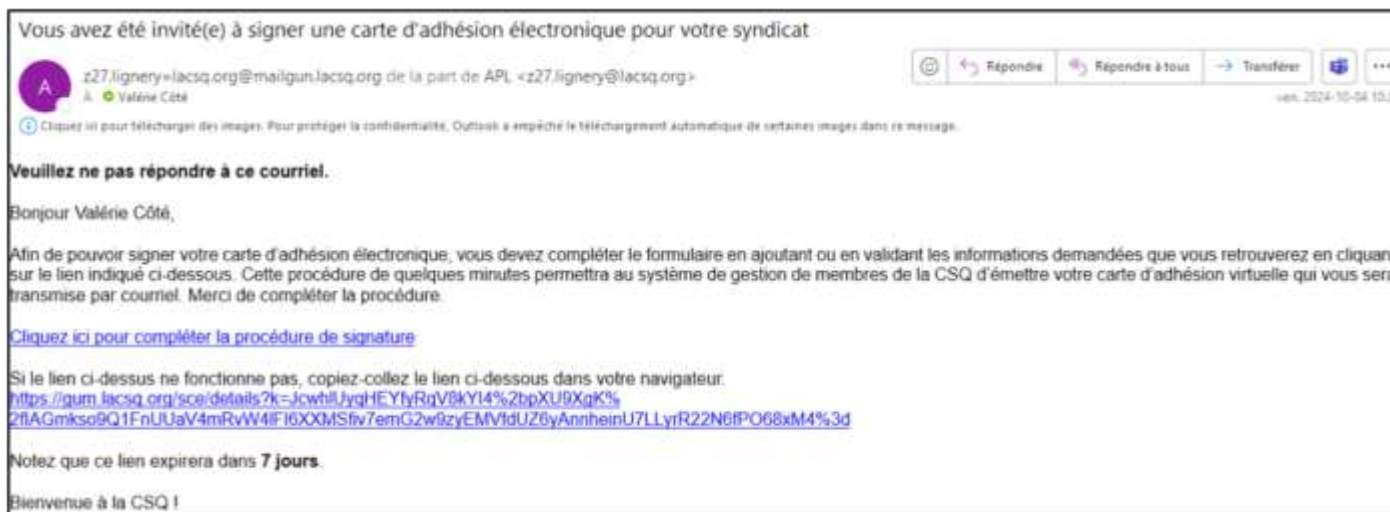 Vous avez été invité(e) à signer une carte d'adhésion électronique pour votre syndicat
z27.lignery=lacsq.org@mailgun.lacsq.org de la part de APL <z27.lignery@lacsq.org>
Répondre
Répondre à tous
Transférer
A
À Valérie Côté
ven. 2024-10-04
Cliquez ici pour télécharger des images. Pour protéger la confidentialité, Outlook a empêché le téléchargement automatique de certaines images dans ce message.
Veuillez ne pas répondre à ce courriel.
Bonjour Valérie Côté,
Afin de pouvoir signer votre carte d'adhésion électronique, vous devez compléter le formulaire en ajoutant ou en validant les informations demandées que vous retrouverez en cliquan
sur le lien indiqué ci-dessous. Cette procédure de quelques minutes permettra au système de gestion de membres de la CSQ d'émettre votre carte d'adhésion virtuelle qui vous sera
transmise par courriel. Merci de compléter la procédure.
Cliquez ici pour compléter la procédure de signature
Si le lien ci-dessus ne fonctionne pas, copiez-collez le lien ci-dessous dans votre navigateur.
Notez que ce lien expirera dans 7 jours.
Bienvenue à la CSQ !